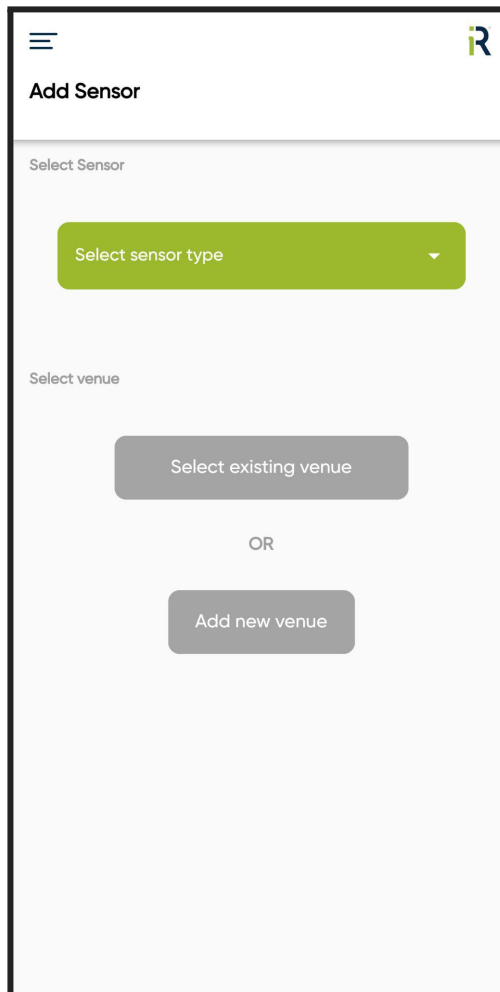 iR
Add Sensor
Select Sensor
Select sensor type
Select venue
Select existing venue
OR
Add new venue